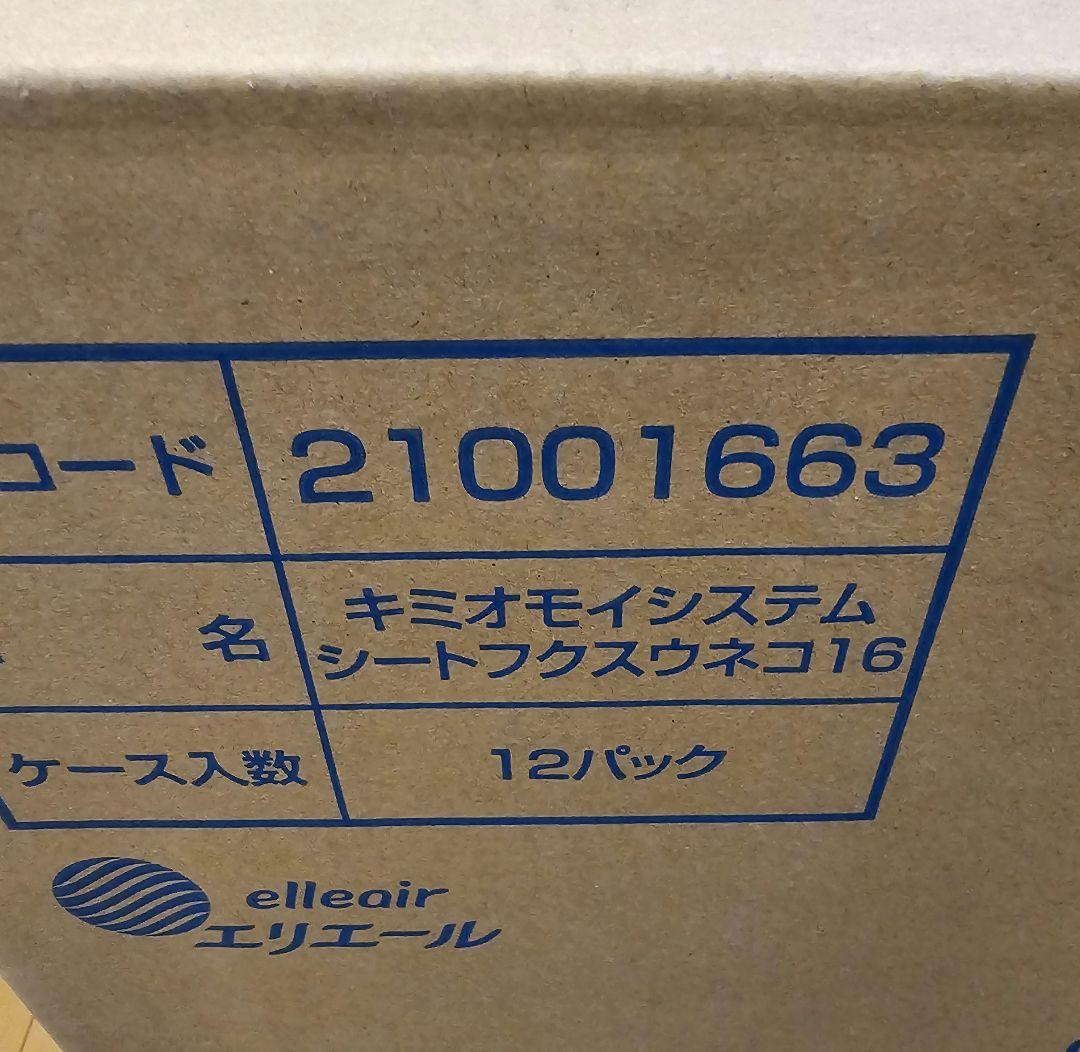 コード 21001663
名 キミオモイシステム
シートフクスウネコ16
ケース入数 12パック
elleair
エリエール